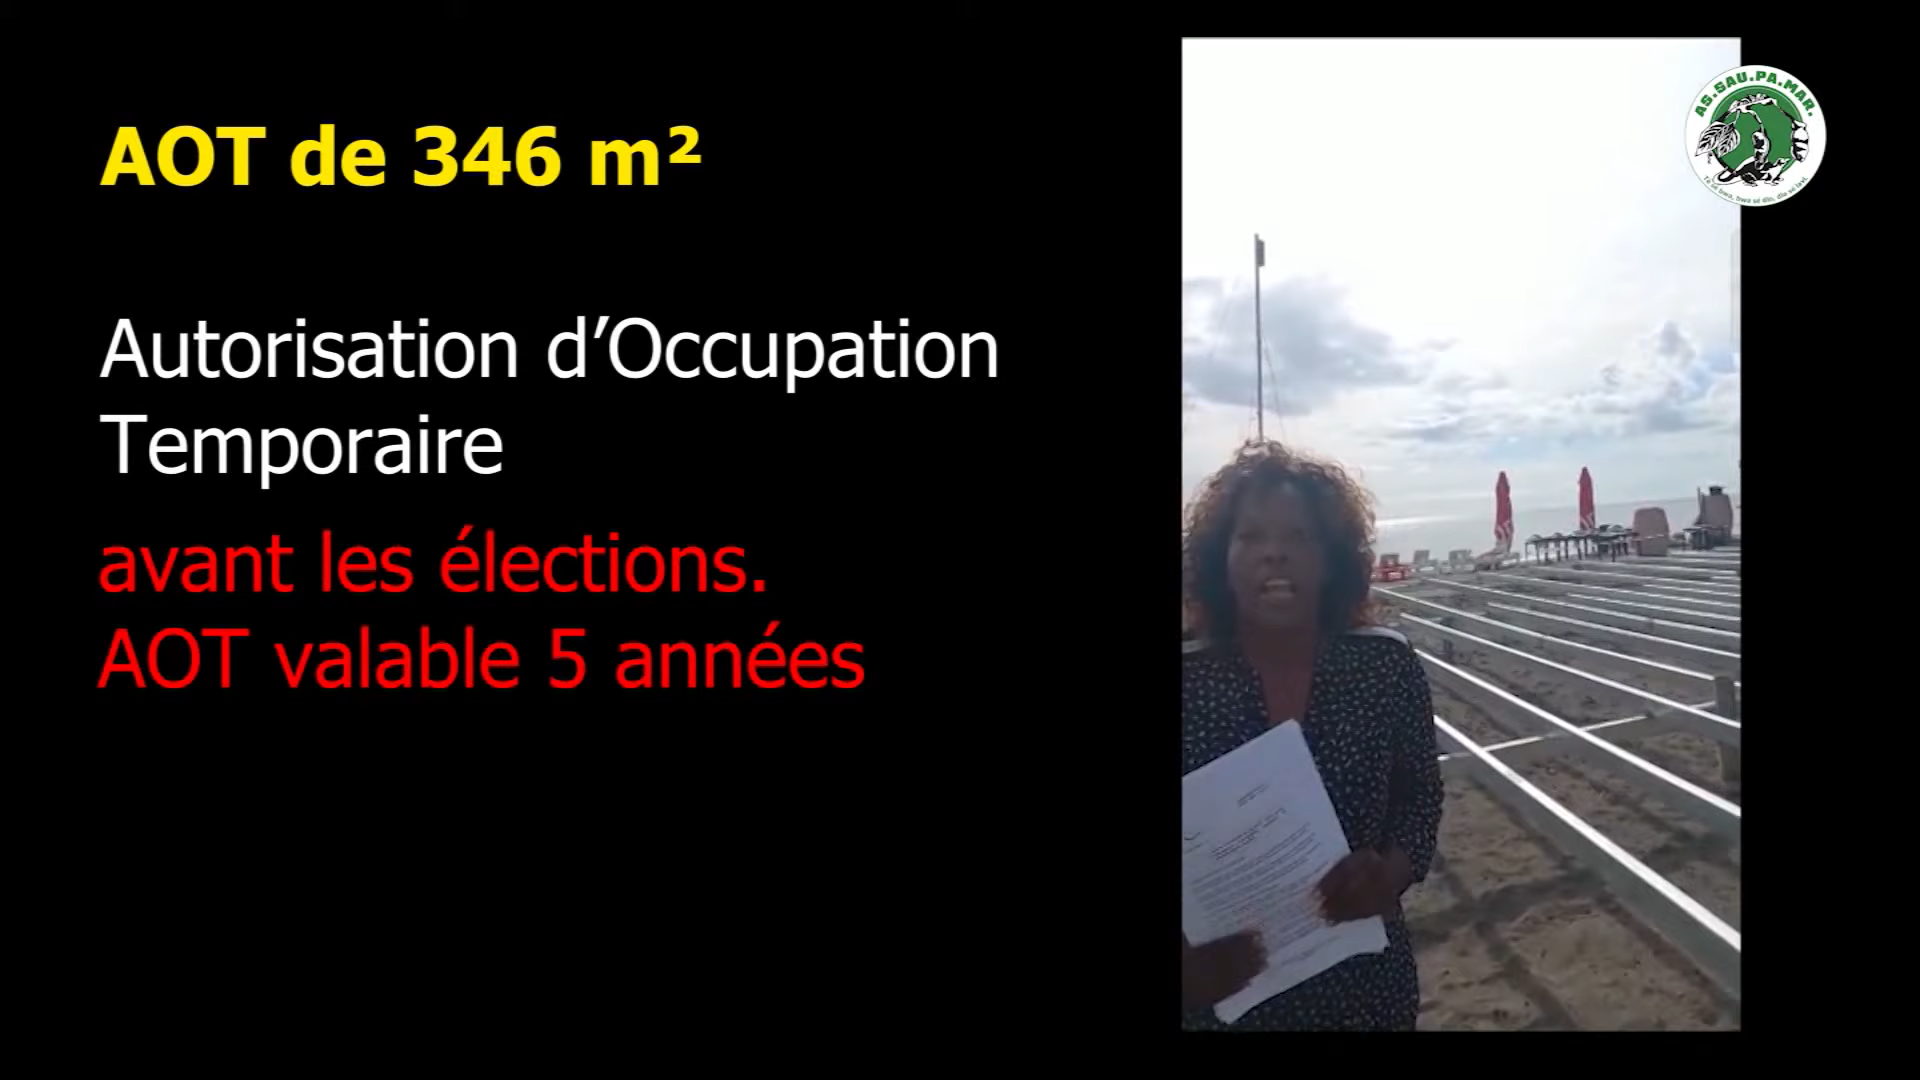 AOT de 346 m²
Autorisation d’Occupation
Temporaire
avant les élections.
AOT valable 5 années
AS.SAU.PA.MAR.